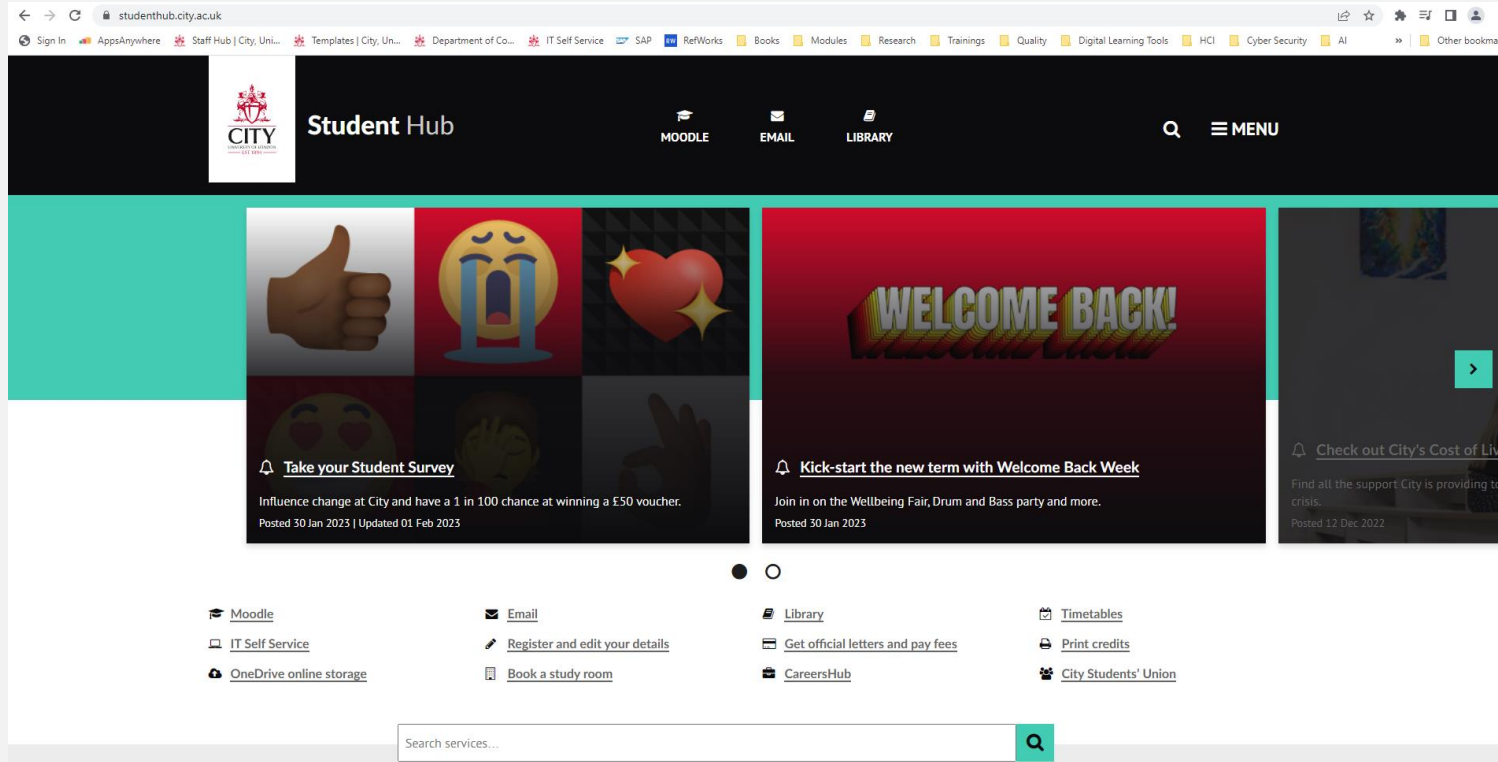 studenthub.city.ac.uk
Sign In AppsAnywhere Staff Hub | City, Uni... Templates | City, Un... Department of Co... IT Self Service SAP RW RefWorks Books Modules Research Trainings Quality Digital Learning Tools HCI Cyber Security AI » Other bookma
CITY
UNIVERSITY OF LONDON
EST 1894
Student Hub
MOODLE EMAIL LIBRARY
MENU
WELCOME BACK!
Take your Student Survey
Influence change at City and have a 1 in 100 chance at winning a £50 voucher.
Posted 30 Jan 2023 | Updated 01 Feb 2023
Kick-start the new term with Welcome Back Week
Join in on the Wellbeing Fair, Drum and Bass party and more.
Posted 30 Jan 2023
Check out City's Cost of Liv
Find all the support City is providing to
crisis.
Posted 12 Dec 2022
Moodle Email Library Timetables
IT Self Service Register and edit your details Get official letters and pay fees Print credits
OneDrive online storage Book a study room CareersHub City Students' Union
Search services...